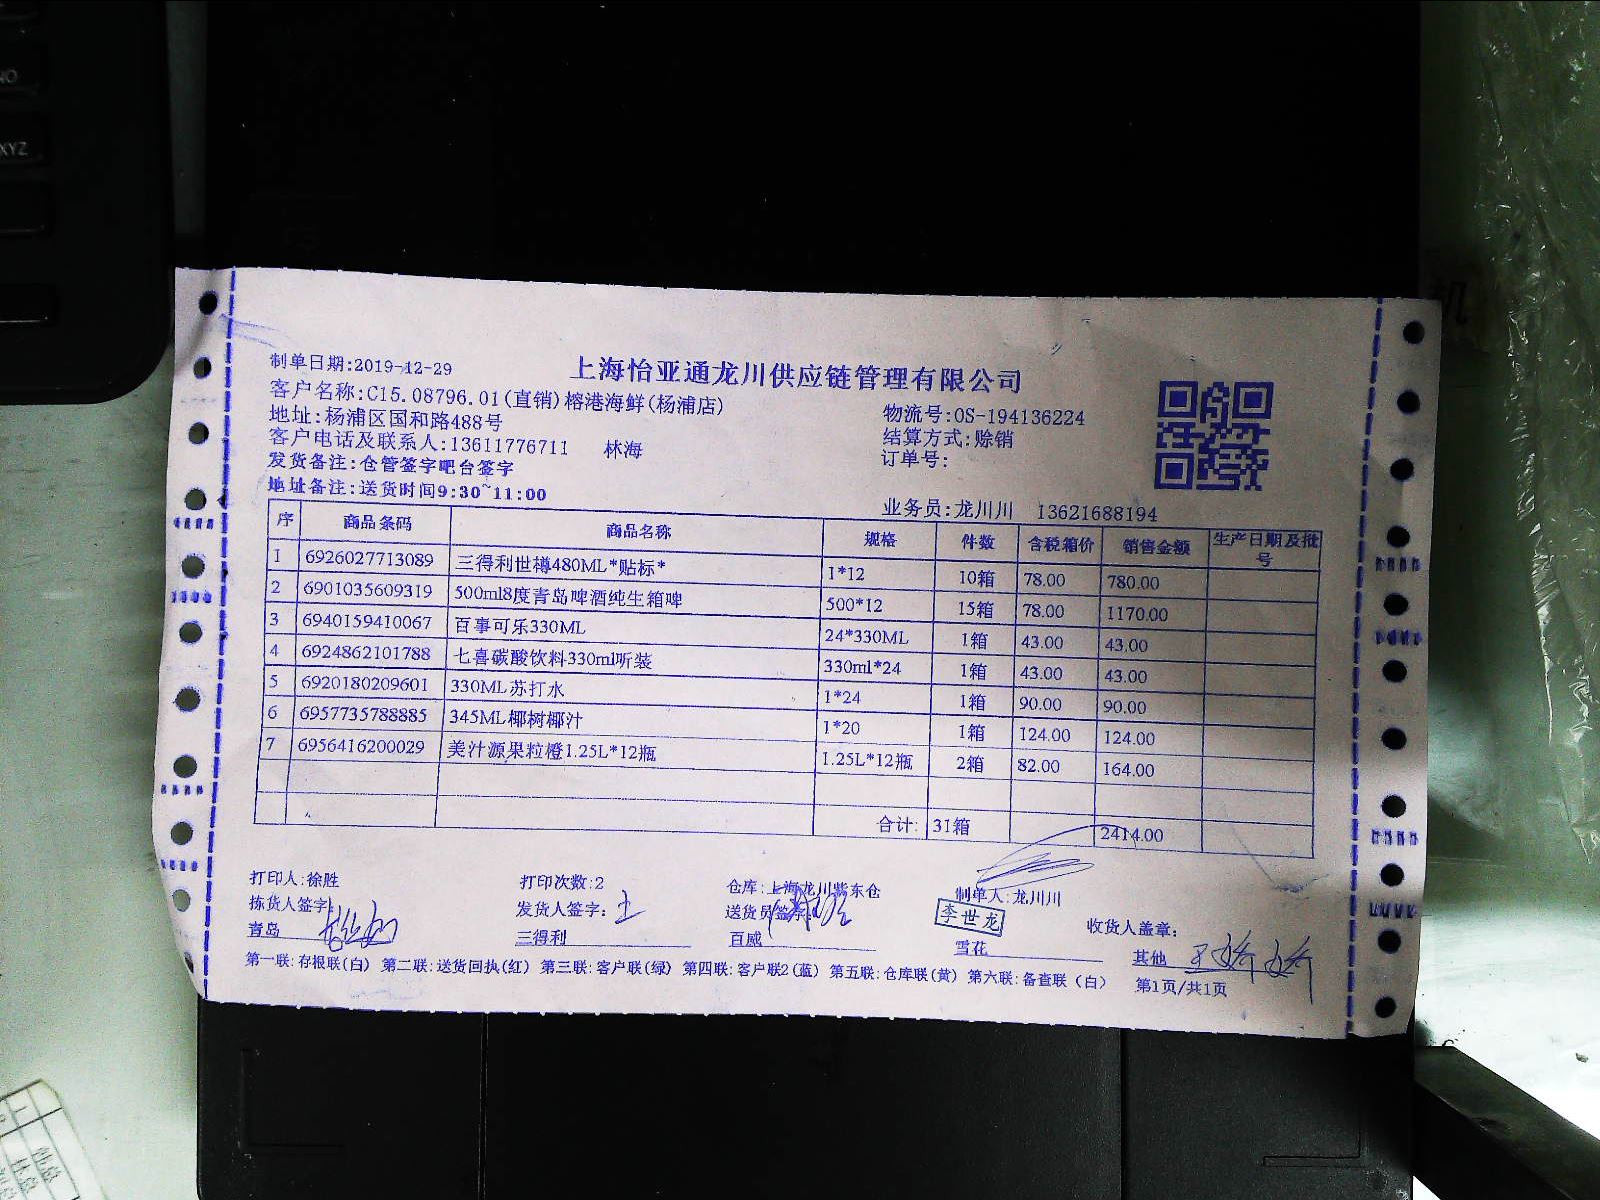 制单日期:2019-12-29
上海怡亚通龙川供应链管理有限公司
客户名称:C15.08796.01(直销)榕港海鲜(杨浦店)
物流号:OS-194136224
地址:杨浦区国和路488号
结算方式:赊销
客户电话及联系人:13611776711 林海
订单号:
发货备注:仓管签字吧台签字
地址备注:送货时间9:30~11:00
业务员:龙川川 13621688194
序 商品条码 商品名称 规格 件数 含税箱价 销售金额 生产日期及批号
1 6926027713089 三得利世樽480ML*贴标* 1*12 10箱 78.00 780.00
2 6901035609319 500ml8度青岛啤酒纯生箱啤 500*12 15箱 78.00 1170.00
3 6940159410067 百事可乐330ML 24*330ML 1箱 43.00 43.00
4 6924862101788 七喜碳酸饮料330ml听装 330ml*24 1箱 43.00 43.00
5 6920180209601 330ML苏打水 1*24 1箱 90.00 90.00
6 6957735788885 345ML椰树椰汁 1*20 1箱 124.00 124.00
7 6956416200029 美汁源果粒橙1.25L*12瓶 1.25L*12瓶 2箱 82.00 164.00
合计: 31箱 2414.00
打印人:徐胜 打印次数:2 仓库:上海龙川紫东仓 制单人:龙川川
拣货人签字: 发货人签字: 送货员签字: 李世龙 收货人盖章:
青岛 三得利 百威 雪花 其他
第一联:存根联(白) 第二联:送货回执(红) 第三联:客户联(绿) 第四联:客户联2(蓝) 第五联:仓库联(黄) 第六联:备查联(白) 第1页/共1页
XYZ
机